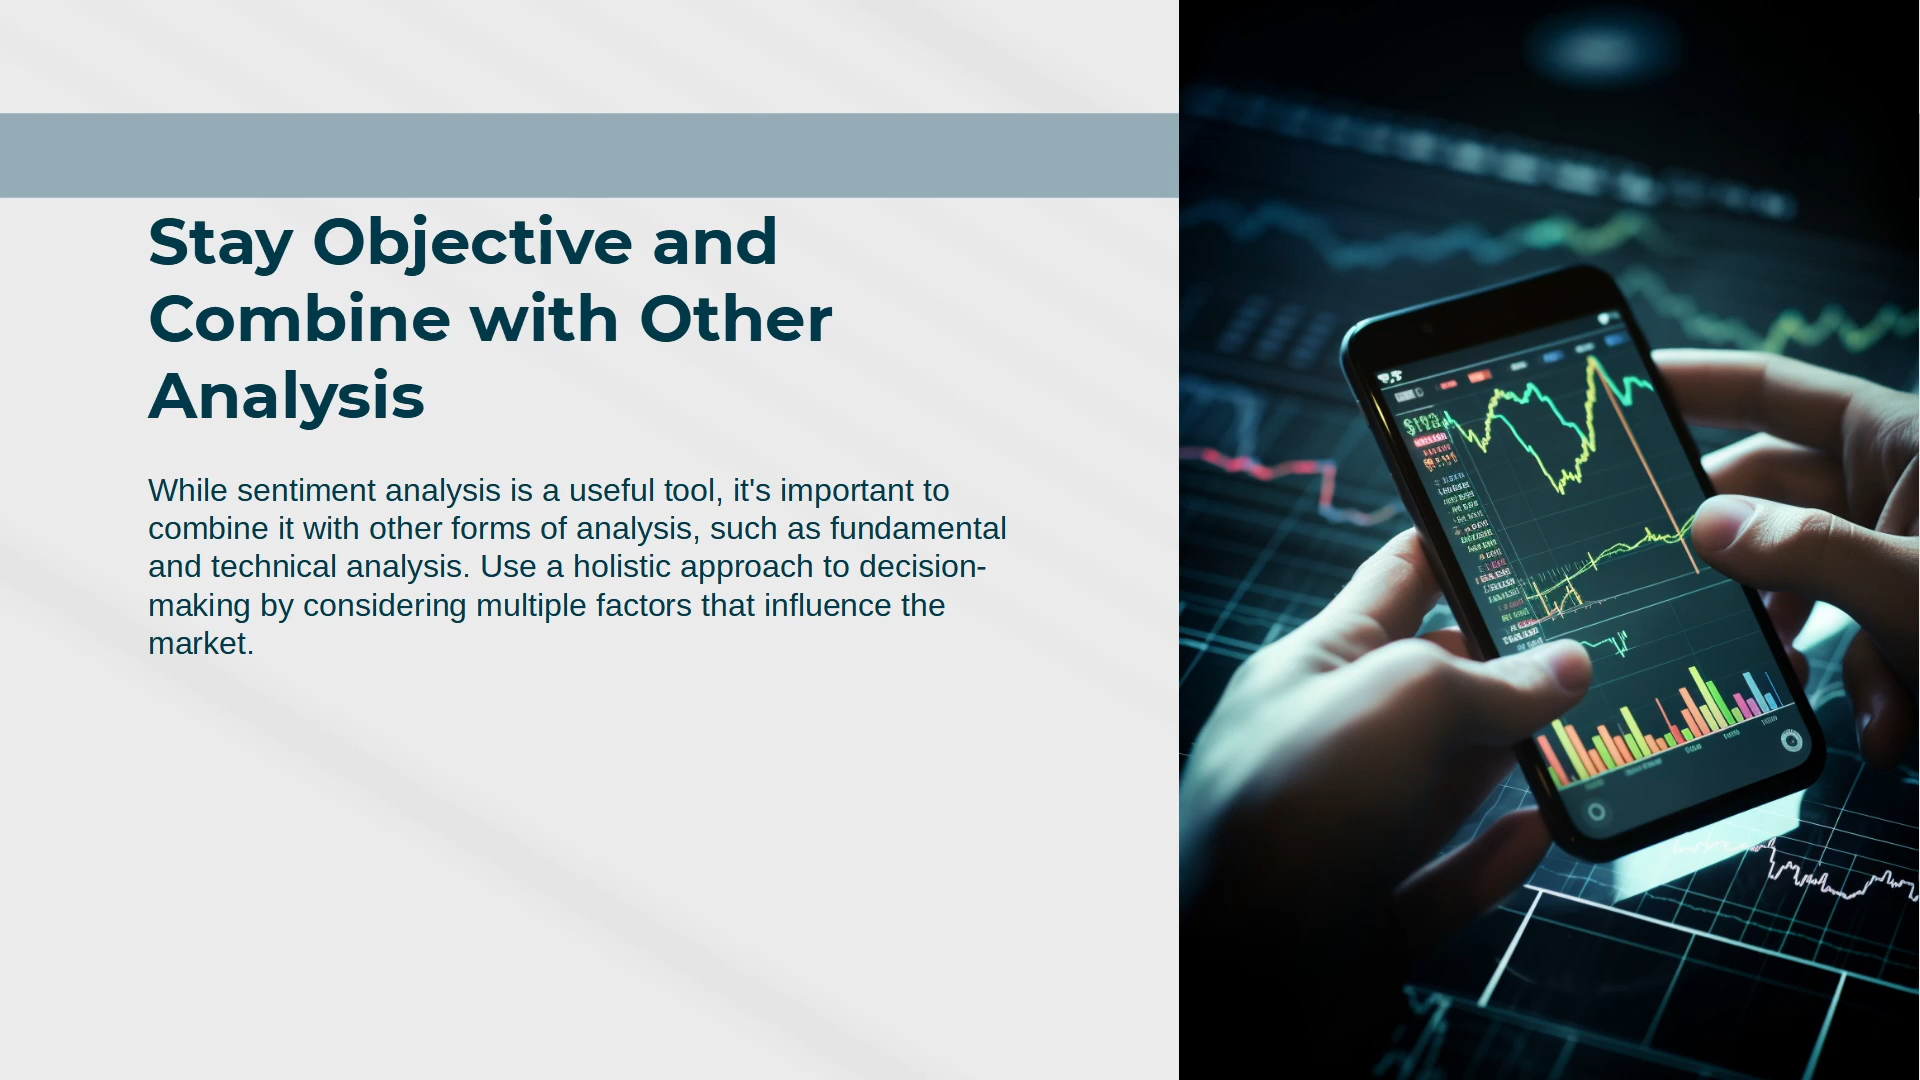 Stay Objective and
Combine with Other
Analysis
While sentiment analysis is a useful tool, it's important to
combine it with other forms of analysis, such as fundamental
and technical analysis. Use a holistic approach to decision-
making by considering multiple factors that influence the
market.